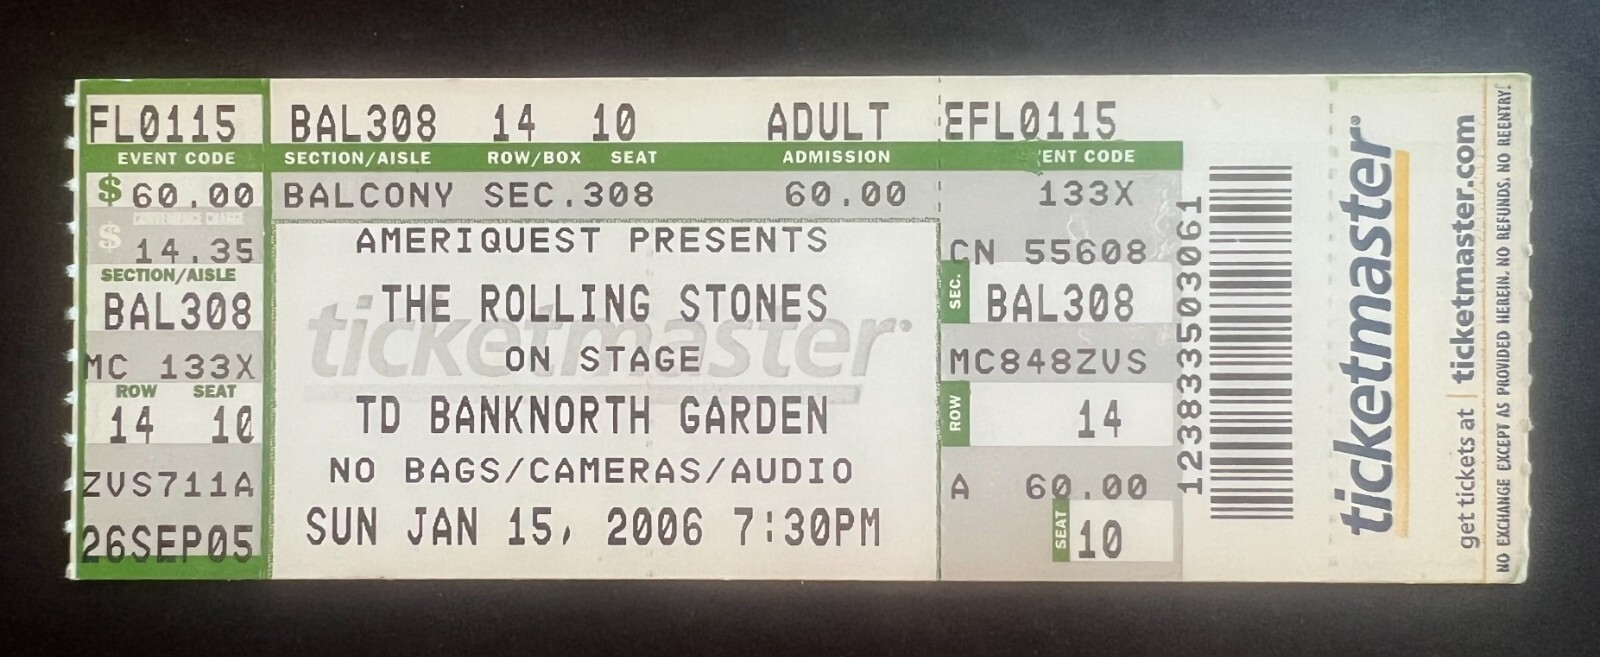 FL0115
EVENT CODE
$ 60.00
CONVENIENCE CHARGE
$ 14.35
SECTION/AISLE
BAL308
MC 133X
ROW SEAT
14 10
ZVS711A
26SEP05
BAL308 14 10 ADULT
SECTION/AISLE ROW/BOX SEAT ADMISSION
BALCONY SEC.308 60.00
AMERIQUEST PRESENTS
ticketmaster
THE ROLLING STONES
ON STAGE
TD BANKNORTH GARDEN
NO BAGS/CAMERAS/AUDIO
SUN JAN 15, 2006 7:30PM
EFL0115
ENT CODE
133X
CN 55608
SEC. BAL308
MC848ZVS
ROW 14
A 60.00
SEAT 10
123833503061
ticketmaster
get tickets at ticketmaster.com
NO EXCHANGE EXCEPT AS PROVIDED HEREIN. NO REFUNDS. NO REENTRY.